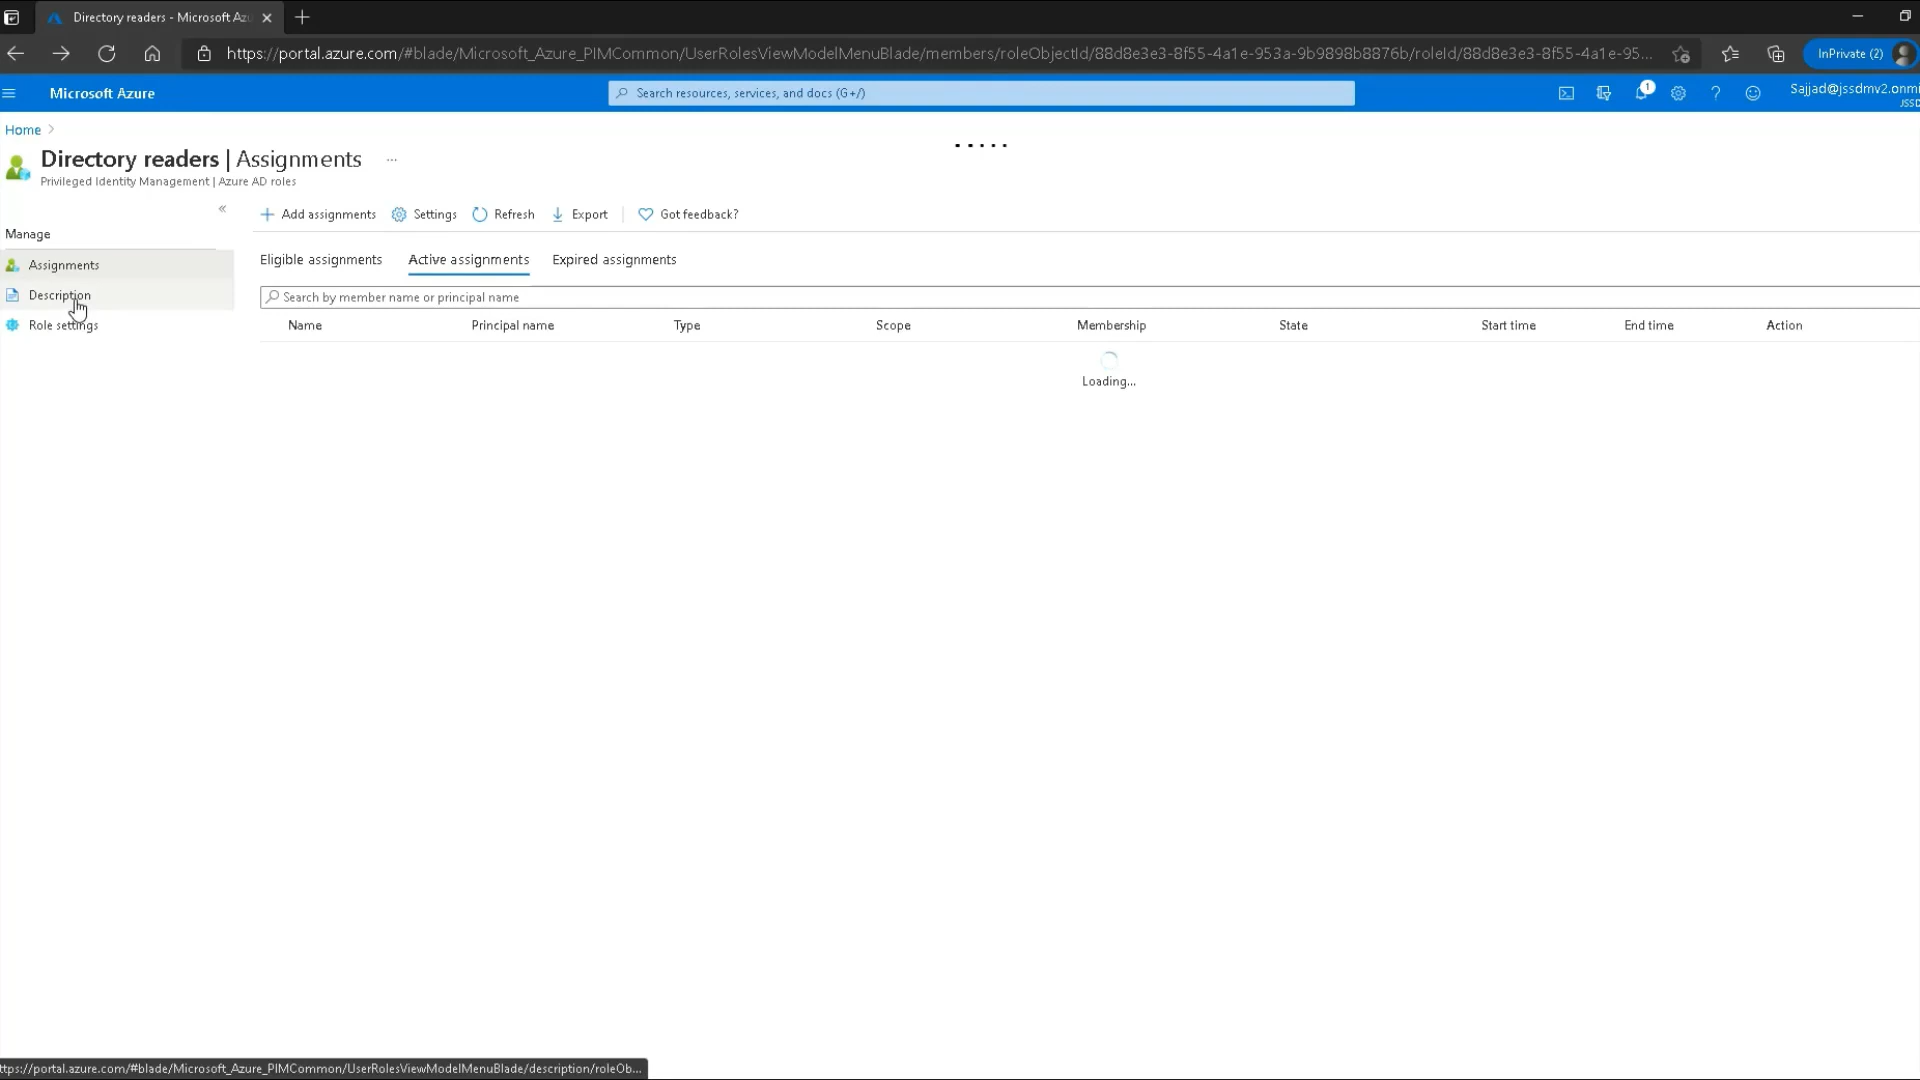 Directory readers - Microsoft Az
https://portal.azure.com/#blade/Microsoft_Azure_PIMCommon/UserRolesViewModelMenuBlade/members/roleObjectId/88d8e3e3-8f55-4a1e-953a-9b9898b8876b/roleId/88d8e3e3-8f55-4a1e-95...
InPrivate (2)
Microsoft Azure
Search resources, services, and docs (G+/)
1
Sajjad@jssdmv2.onmi
JSSD
Home
Directory readers | Assignments
...
Privileged Identity Management | Azure AD roles
Add assignments
Settings
Refresh
Export
Got feedback?
Manage
Assignments
Description
Role settings
Eligible assignments
Active assignments
Expired assignments
Search by member name or principal name
Name
Principal name
Type
Scope
Membership
State
Start time
End time
Action
Loading...
ttps://portal.azure.com/#blade/Microsoft_Azure_PIMCommon/UserRolesViewModelMenuBlade/description/roleOb...